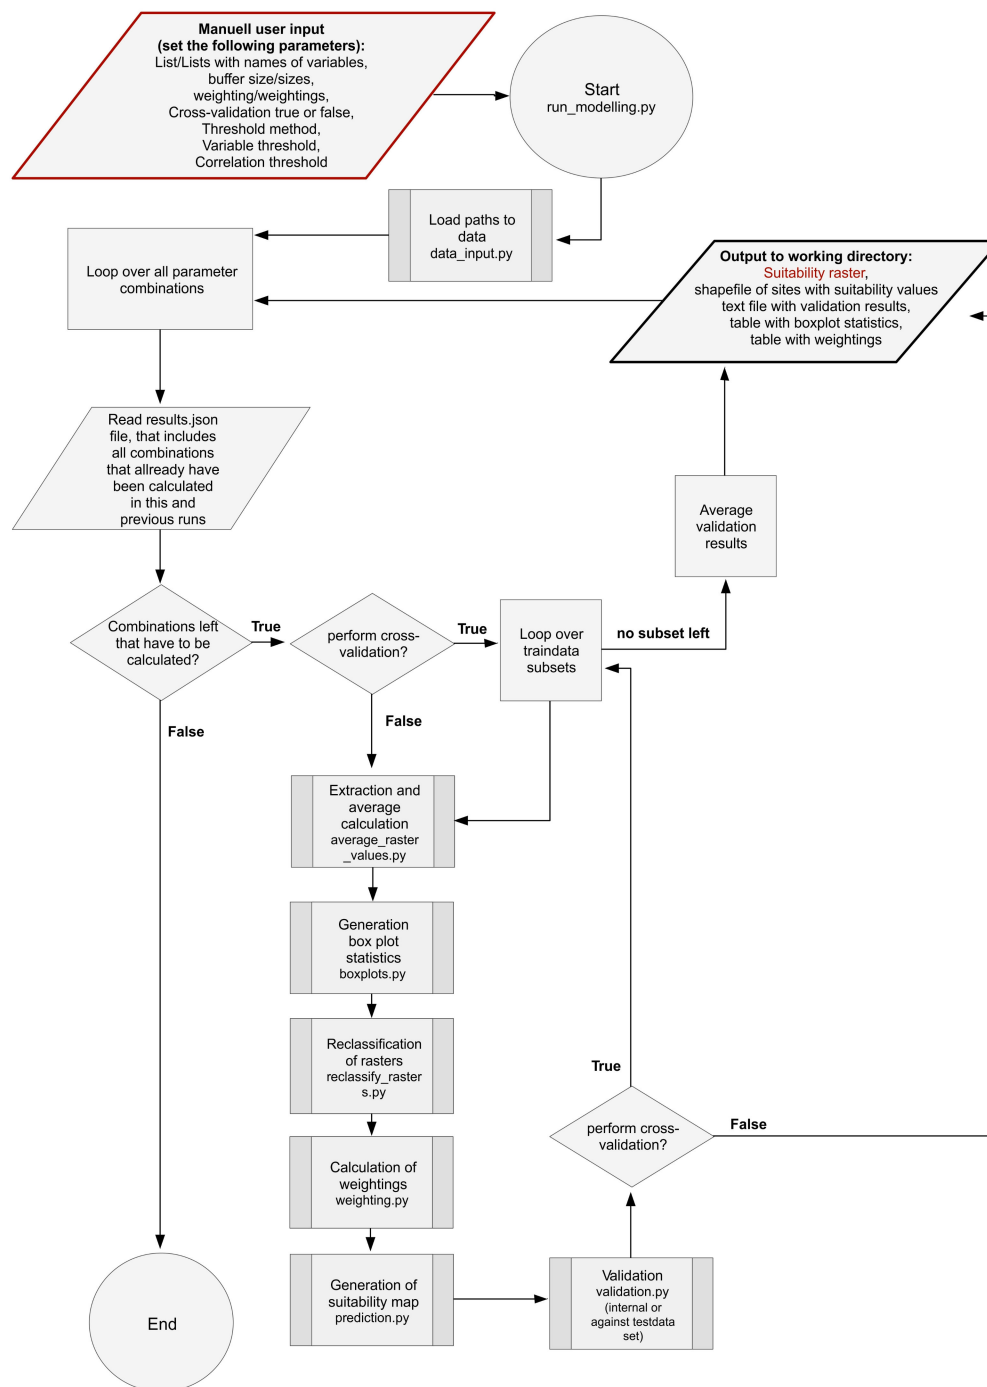 Manuell user input
(set the following parameters):
List/Lists with names of variables,
buffer size/sizes,
weighting/weightings,
Cross-validation true or false,
Threshold method,
Variable threshold,
Correlation threshold
Start
run_modelling.py
Load paths to
data
data_input.py
Loop over all parameter
combinations
Output to working directory:
Suitability raster,
shapefile of sites with suitability values
text file with validation results,
table with boxplot statistics,
table with weightings
Read results.json
file, that includes
all combinations
that allready have
been calculated
in this and
previous runs
Average
validation
results
Combinations left
that have to be
calculated?
True
perform cross-
validation?
True
Loop over
traindata
subsets
no subset left
False
False
Extraction and
average
calculation
average_raster
_values.py
Generation
box plot
statistics
boxplots.py
Reclassification
of rasters
reclassify_raster
s.py
True
perform cross-
validation?
False
Calculation of
weightings
weighting.py
Generation of
suitability map
prediction.py
Validation
validation.py
(internal or
against testdata
set)
End